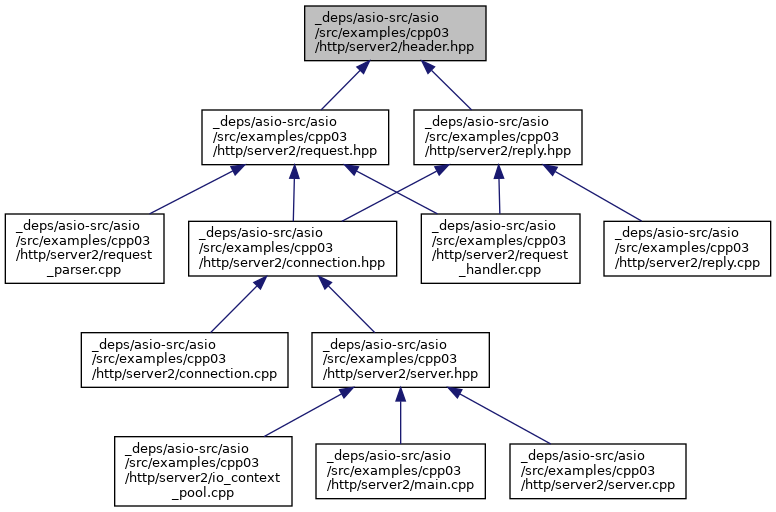 _deps/asio-src/asio
/src/examples/cpp03
/http/server2/header.hpp
_deps/asio-src/asio
/src/examples/cpp03
/http/server2/request.hpp
_deps/asio-src/asio
/src/examples/cpp03
/http/server2/reply.hpp
_deps/asio-src/asio
/src/examples/cpp03
/http/server2/request
_parser.cpp
_deps/asio-src/asio
/src/examples/cpp03
/http/server2/connection.hpp
_deps/asio-src/asio
/src/examples/cpp03
/http/server2/request
_handler.cpp
_deps/asio-src/asio
/src/examples/cpp03
/http/server2/reply.cpp
_deps/asio-src/asio
/src/examples/cpp03
/http/server2/connection.cpp
_deps/asio-src/asio
/src/examples/cpp03
/http/server2/server.hpp
_deps/asio-src/asio
/src/examples/cpp03
/http/server2/io_context
_pool.cpp
_deps/asio-src/asio
/src/examples/cpp03
/http/server2/main.cpp
_deps/asio-src/asio
/src/examples/cpp03
/http/server2/server.cpp